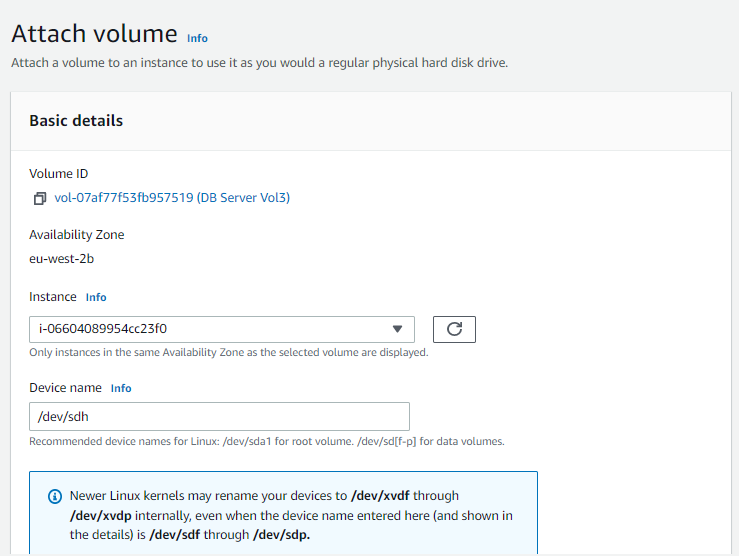 Attach volume Info
Attach a volume to an instance to use it as you would a regular physical hard disk drive.
Basic details
Volume ID
vol-07af77f53fb957519 (DB Server Vol3)
Availability Zone
eu-west-2b
Instance Info
i-06604089954cc23f0
Only instances in the same Availability Zone as the selected volume are displayed.
Device name Info
/dev/sdh
Recommended device names for Linux: /dev/sda1 for root volume. /dev/sd[f-p] for data volumes.
Newer Linux kernels may rename your devices to /dev/xvdf through
/dev/xvdp internally, even when the device name entered here (and shown in
the details) is /dev/sdf through /dev/sdp.